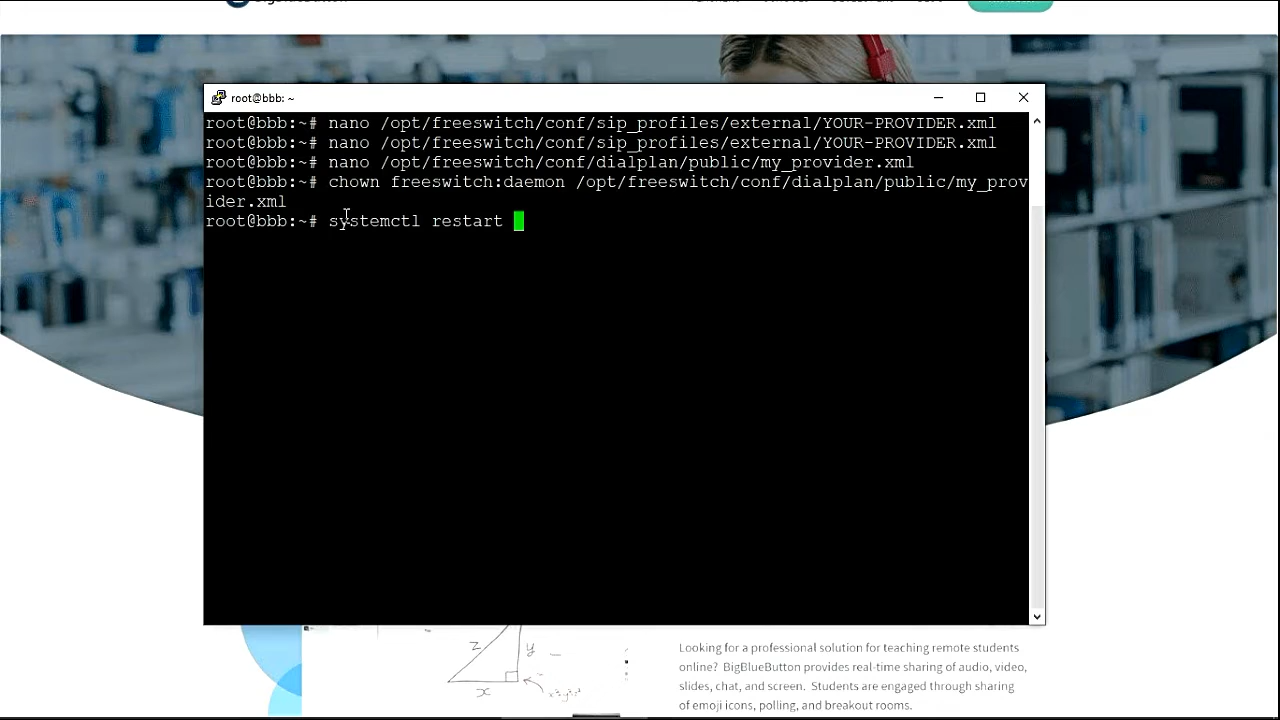 root@bbb: ~
root@bbb:~# nano /opt/freeswitch/conf/sip_profiles/external/YOUR-PROVIDER.xml
root@bbb:~# nano /opt/freeswitch/conf/sip_profiles/external/YOUR-PROVIDER.xml
root@bbb:~# nano /opt/freeswitch/conf/dialplan/public/my_provider.xml
root@bbb:~# chown freeswitch:daemon /opt/freeswitch/conf/dialplan/public/my_prov
ider.xml
root@bbb:~# systemctl restart
z
y
x
Looking for a professional solution for teaching remote students
online? BigBlueButton provides real-time sharing of audio, video,
slides, chat, and screen. Students are engaged through sharing
of emoji icons, polling, and breakout rooms.